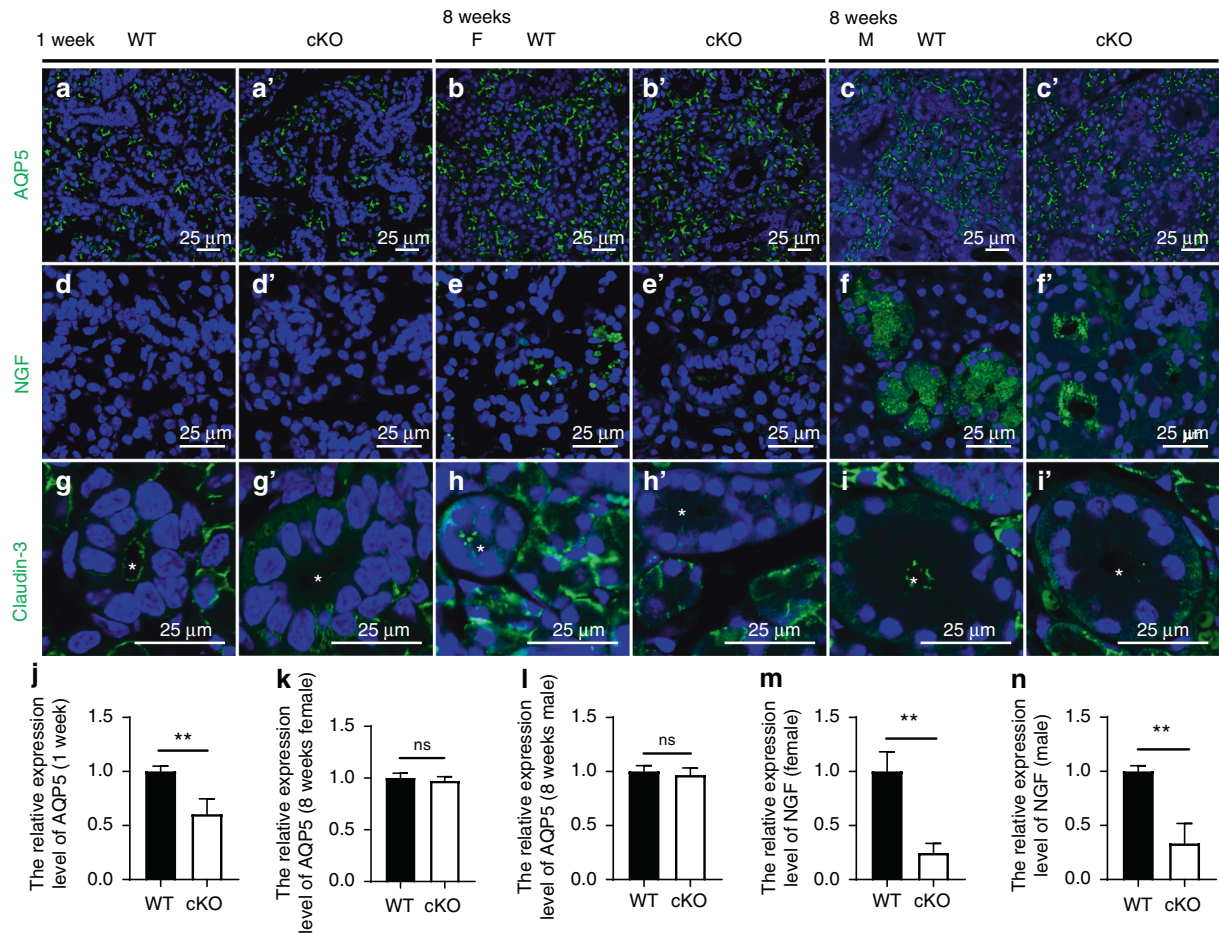 8 weeks 8 weeks
1 week WT cKO F WT cKO M WT cKO
a a’ b b’ c c’
AQP5
25 μm 25 μm 25 μm 25 μm 25 μm 25 μm
d d’ e e’ f f’
NGF
25 μm 25 μm 25 μm 25 μm 25 μm 25 μm
g g’ h h’ i i’
Claudin-3
* * * * * *
25 μm 25 μm 25 μm 25 μm 25 μm 25 μm
j
The relative expression
level of AQP5 (1 week)
1.5
1.0
0.5
0.0
**
WT cKO
k
The relative expression
level of AQP5 (8 weeks female)
1.5
1.0
0.5
0.0
ns
WT cKO
l
The relative expression
level of AQP5 (8 weeks male)
1.5
1.0
0.5
0.0
ns
WT cKO
m
The relative expression
level of NGF (female)
1.5
1.0
0.5
0.0
**
WT cKO
n
The relative expression
level of NGF (male)
1.5
1.0
0.5
0.0
**
WT cKO